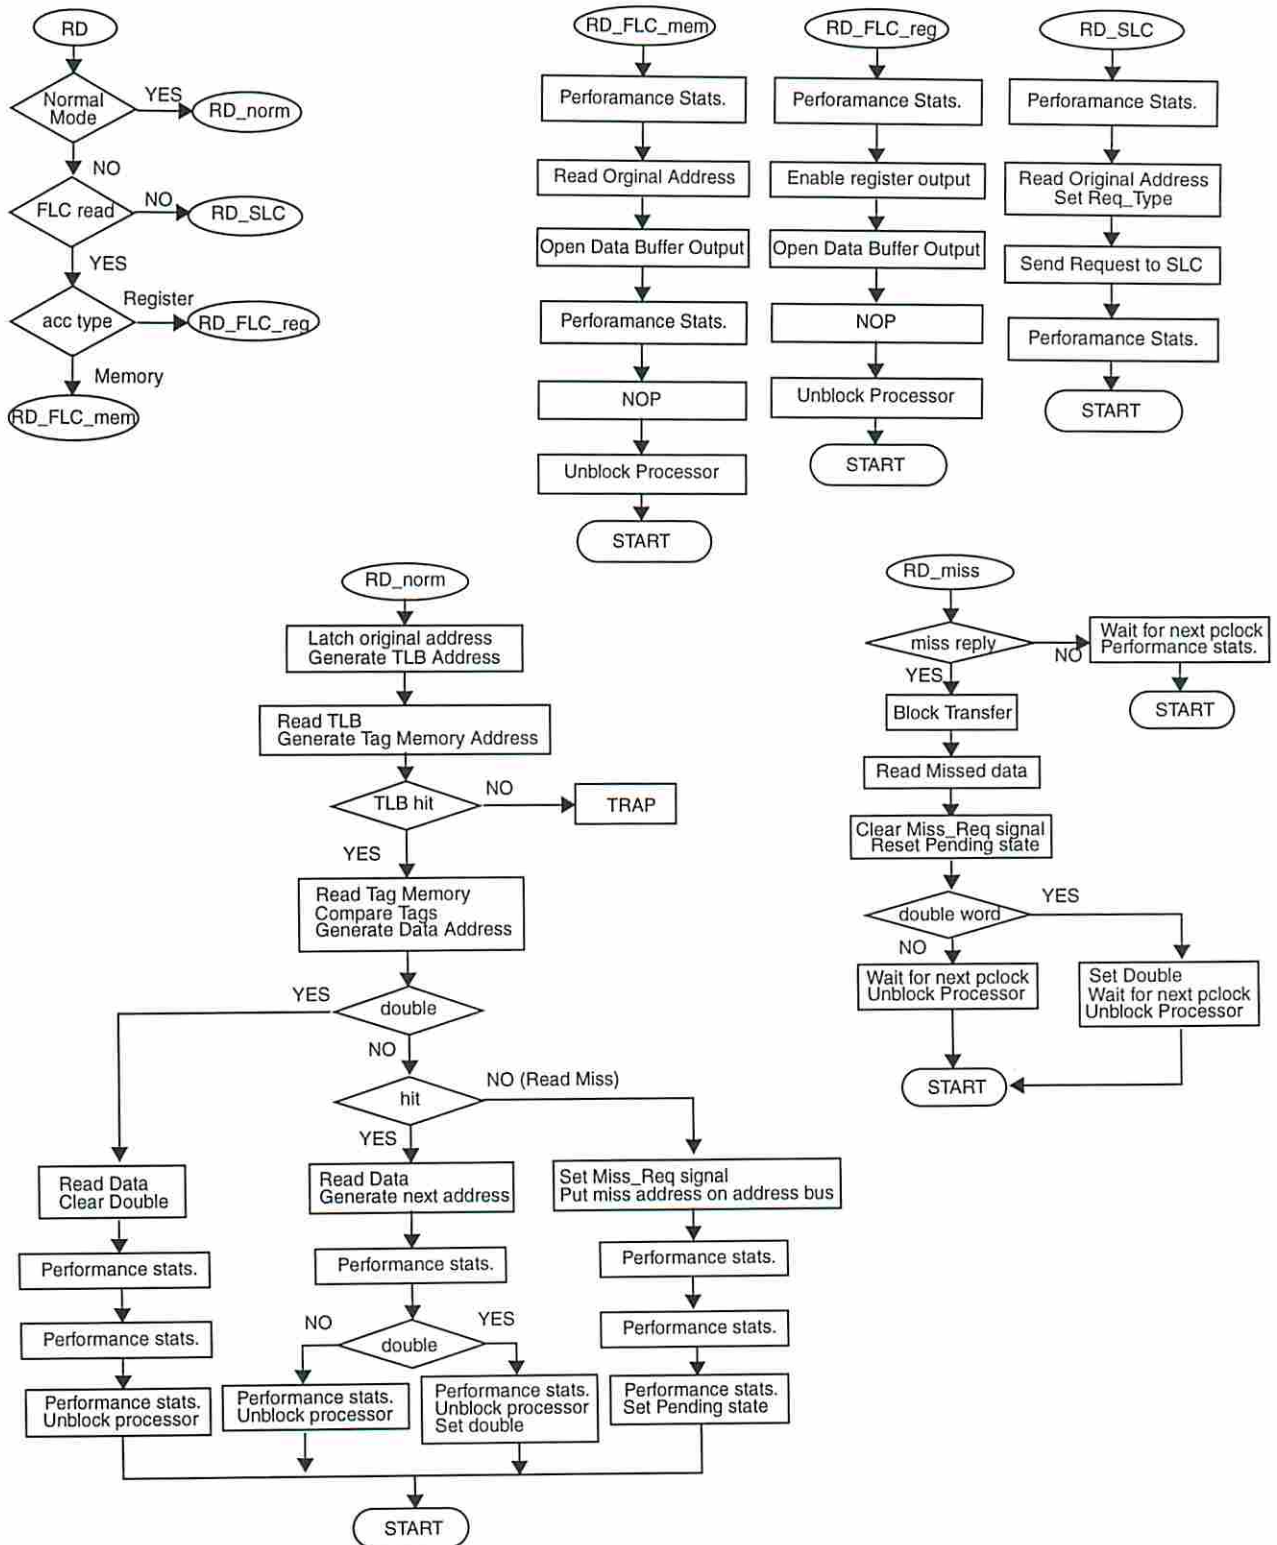 RD
Normal
Mode
YES
RD_norm
NO
FLC read
NO
RD_SLC
YES
acc type
Register
RD_FLC_reg
Memory
RD_FLC_mem
RD_FLC_mem
Perforamance Stats.
Read Orginal Address
Open Data Buffer Output
Perforamance Stats.
NOP
Unblock Processor
START
RD_FLC_reg
Perforamance Stats.
Enable register output
Open Data Buffer Output
NOP
Unblock Processor
START
RD_SLC
Perforamance Stats.
Read Original Address
Set Req_Type
Send Request to SLC
Perforamance Stats.
START
RD_norm
Latch original address
Generate TLB Address
Read TLB
Generate Tag Memory Address
TLB hit
NO
TRAP
YES
Read Tag Memory
Compare Tags
Generate Data Address
YES
double
NO
hit
NO (Read Miss)
YES
Read Data
Clear Double
Performance stats.
Performance stats.
Performance stats.
Unblock processor
Read Data
Generate next address
Performance stats.
NO
double
YES
Performance stats.
Unblock processor
Performance stats.
Unblock processor
Set double
Set Miss_Req signal
Put miss address on address bus
Performance stats.
Performance stats.
Performance stats.
Set Pending state
START
RD_miss
miss reply
NO
Wait for next pclock
Performance stats.
START
YES
Block Transfer
Read Missed data
Clear Miss_Req signal
Reset Pending state
double word
YES
NO
Wait for next pclock
Unblock Processor
Set Double
Wait for next pclock
Unblock Processor
START